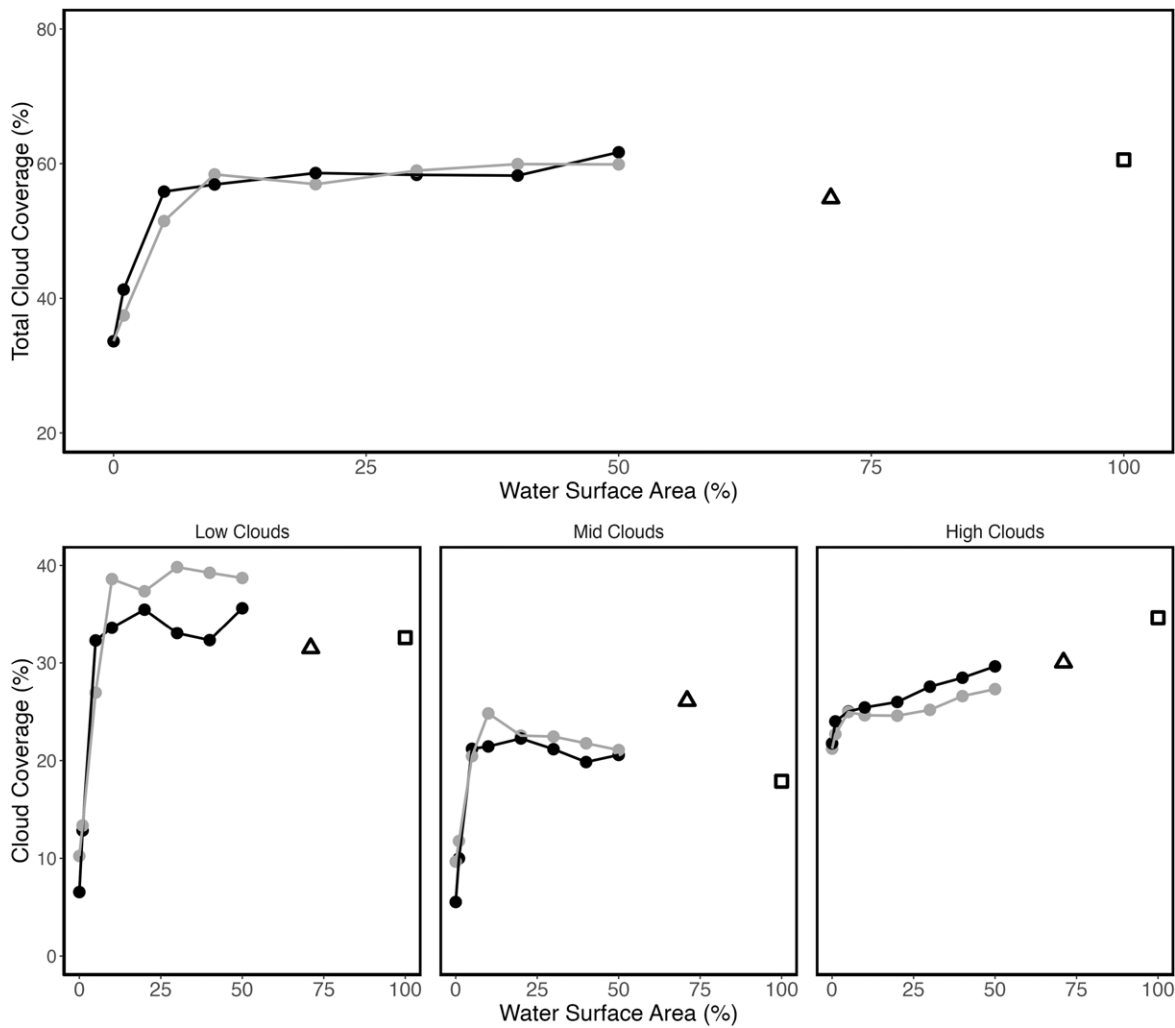 80
60
40
20
Total Cloud Coverage (%)
0 25 50 75 100
Water Surface Area (%)
Low Clouds Mid Clouds High Clouds
40
30
20
10
0
Cloud Coverage (%)
0 25 50 75 100 0 25 50 75 100 0 25 50 75 100
Water Surface Area (%)